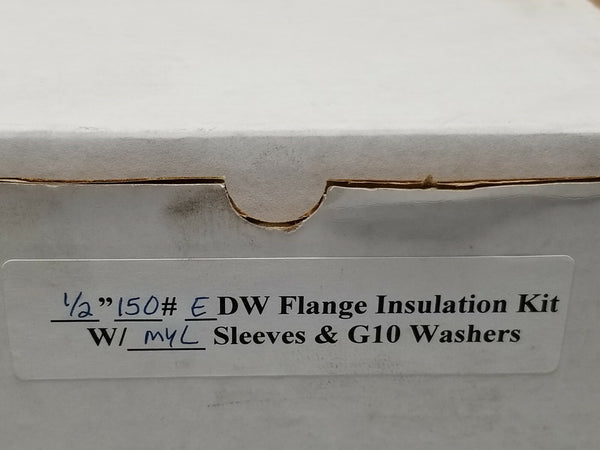 1/2" 150# E DW Flange Insulation Kit
W/ MYL Sleeves & G10 Washers